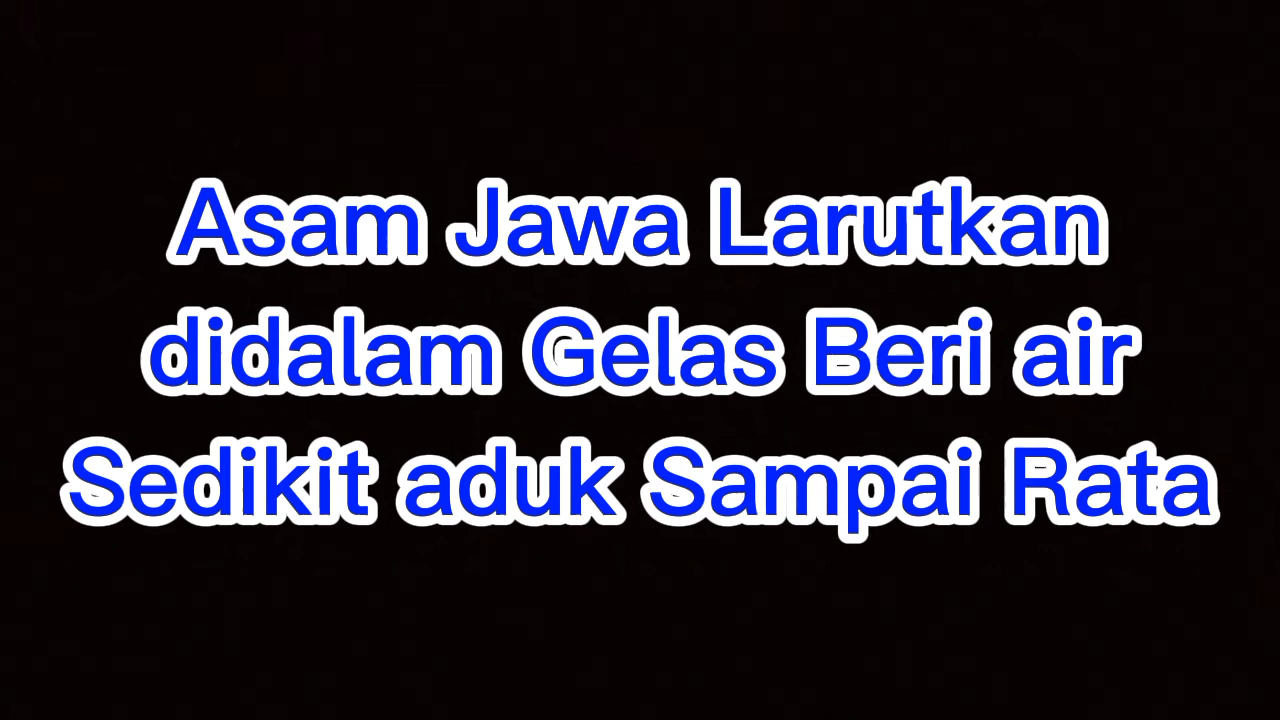 Asam Jawa Larutkan
didalam Gelas Beri air
Sedikit aduk Sampai Rata